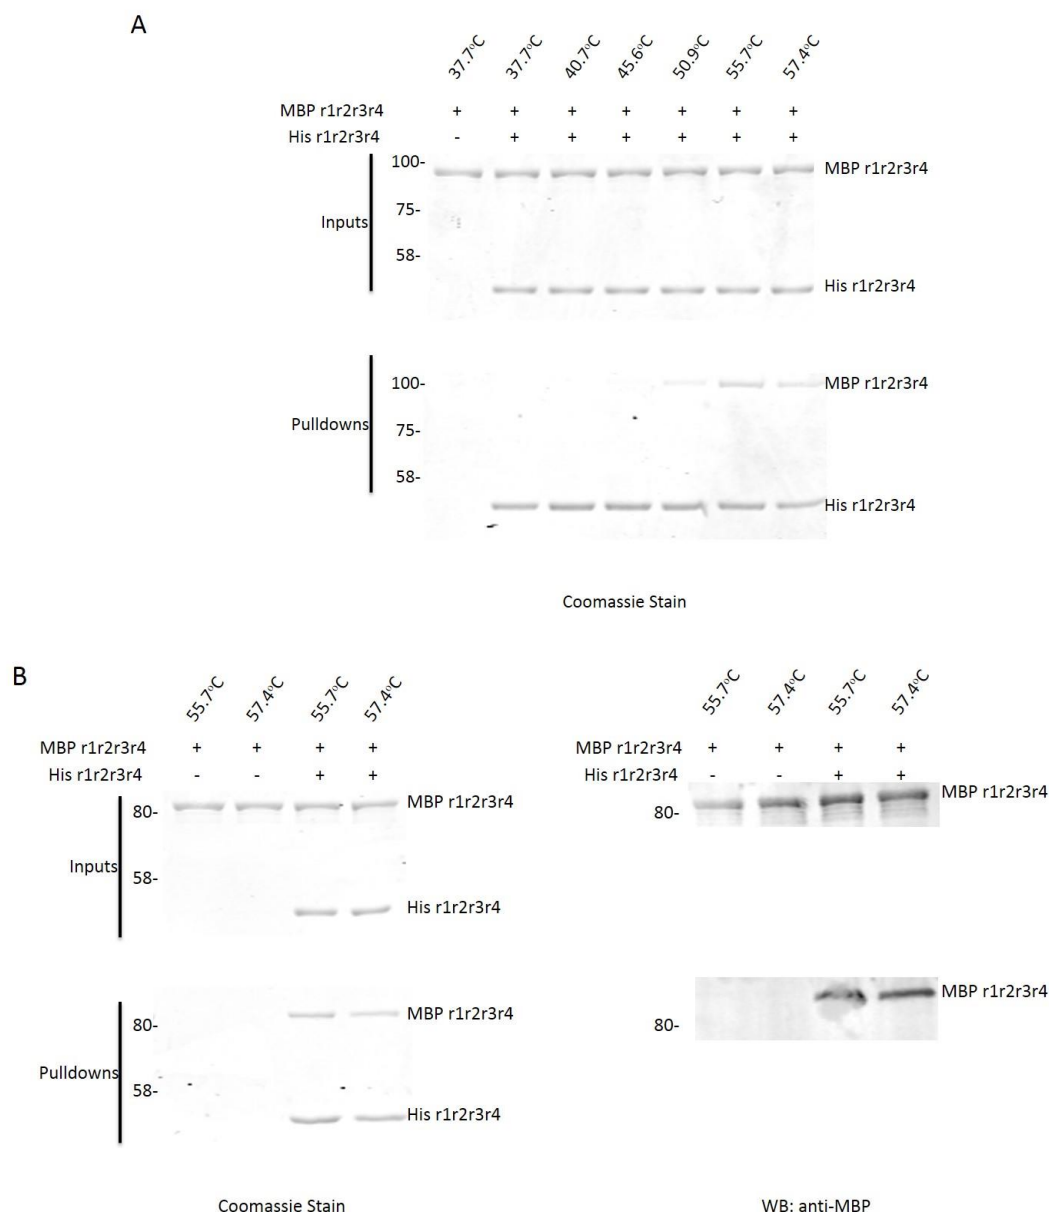 A
37.7°C 37.7°C 40.7°C 45.6°C 50.9°C 55.7°C 57.4°C
MBP r1r2r3r4 + + + + + + +
His r1r2r3r4 - + + + + + +
100-
MBP r1r2r3r4
75-
Inputs
58-
His r1r2r3r4
100-
MBP r1r2r3r4
75-
Pulldowns
58-
His r1r2r3r4
Coomassie Stain
B
55.7°C 57.4°C 55.7°C 57.4°C
MBP r1r2r3r4 + + + +
His r1r2r3r4 - - + +
MBP r1r2r3r4
80-
Inputs
58-
His r1r2r3r4
MBP r1r2r3r4
80-
Pulldowns
58-
His r1r2r3r4
Coomassie Stain
55.7°C 57.4°C 55.7°C 57.4°C
MBP r1r2r3r4 + + + +
His r1r2r3r4 - - + +
MBP r1r2r3r4
80-
MBP r1r2r3r4
80-
WB: anti-MBP